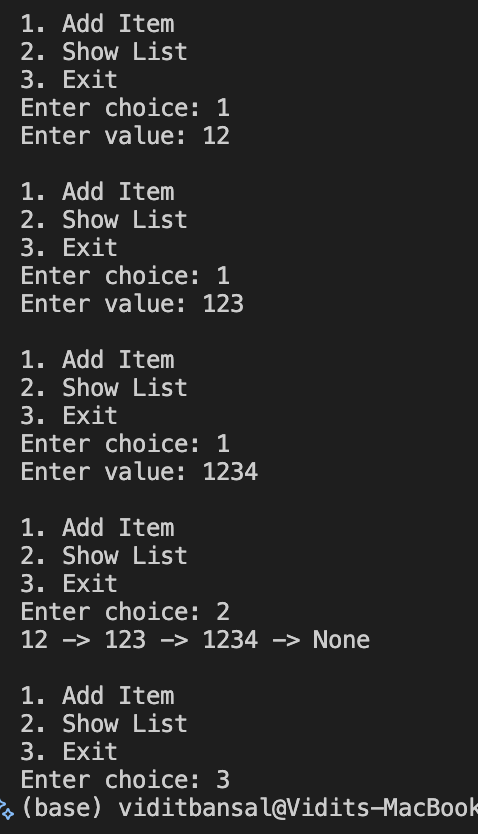 1. Add Item
2. Show List
3. Exit
Enter choice: 1
Enter value: 12
1. Add Item
2. Show List
3. Exit
Enter choice: 1
Enter value: 123
1. Add Item
2. Show List
3. Exit
Enter choice: 1
Enter value: 1234
1. Add Item
2. Show List
3. Exit
Enter choice: 2
12 -> 123 -> 1234 -> None
1. Add Item
2. Show List
3. Exit
Enter choice: 3
(base) viditbansal@Vidits-MacBook